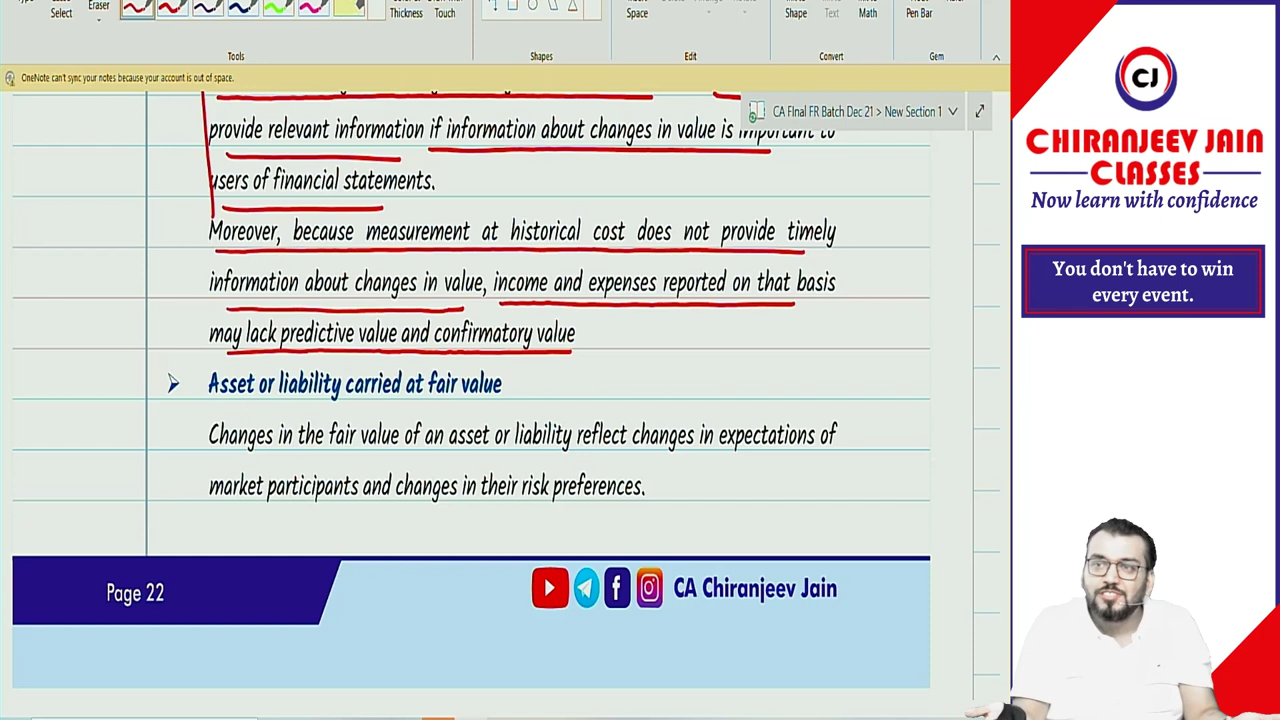 Eraser
Select
Thickness
Touch
Space
Shape
Text
Math
Pen Bar
Tools
Shapes
Edit
Convert
Gem
OneNote can't sync your notes because your account is out of space.
CA FInal FR Batch Dec 21 > New Section 1
provide relevant information if information about changes in value is important to
users of financial statements.
Moreover, because measurement at historical cost does not provide timely
information about changes in value, income and expenses reported on that basis
may lack predictive value and confirmatory value
Asset or liability carried at fair value
Changes in the fair value of an asset or liability reflect changes in expectations of
market participants and changes in their risk preferences.
Page 22
CA Chiranjeev Jain
CJ
CHIRANJEEV JAIN
CLASSES
Now learn with confidence
You don't have to win
every event.